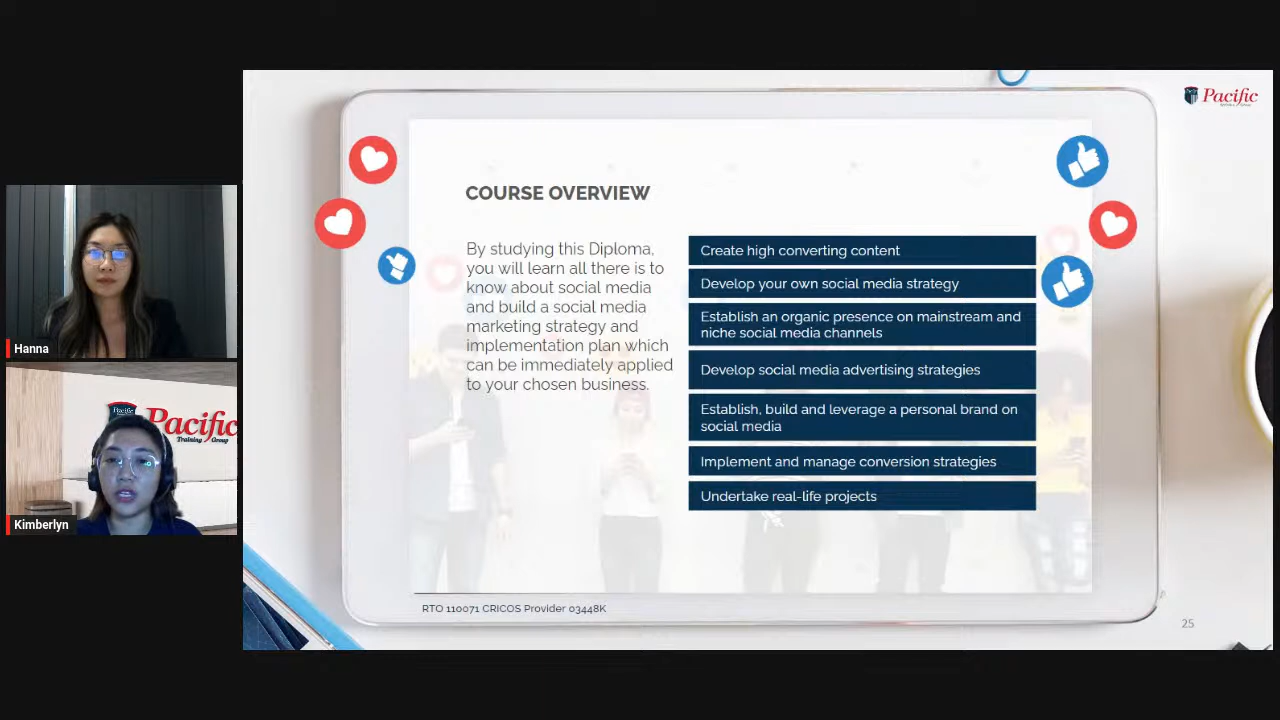 Pacific
COURSE OVERVIEW
By studying this Diploma,
you will learn all there is to
know about social media
and build a social media
marketing strategy and
implementation plan which
can be immediately applied
to your chosen business.
Create high converting content
Develop your own social media strategy
Establish an organic presence on mainstream and
niche social media channels
Develop social media advertising strategies
Establish, build and leverage a personal brand on
social media
Implement and manage conversion strategies
Undertake real-life projects
RTO 110071 CRICOS Provider 03448K
25
Hanna
Pacific
Pacific
Training Group
Kimberlyn